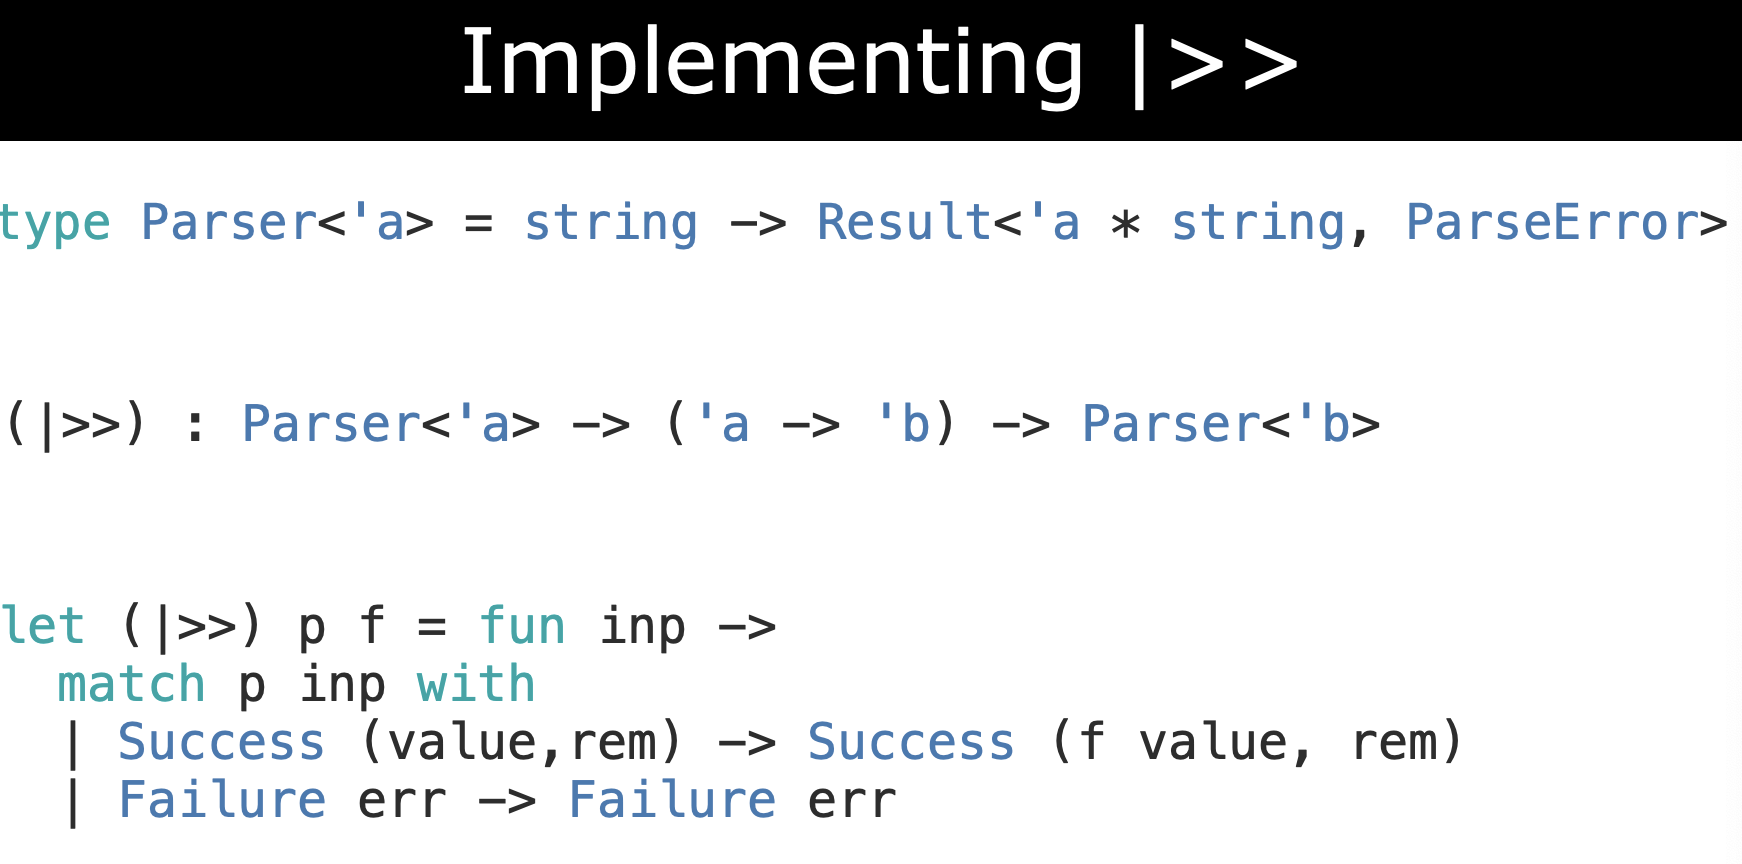 Implementing |>>
type Parser<'a> = string -> Result<'a * string, ParseError>
(|>>) : Parser<'a> -> ('a -> 'b) -> Parser<'b>
let (|>>) p f = fun inp ->
  match p inp with
  | Success (value,rem) -> Success (f value, rem)
  | Failure err -> Failure err